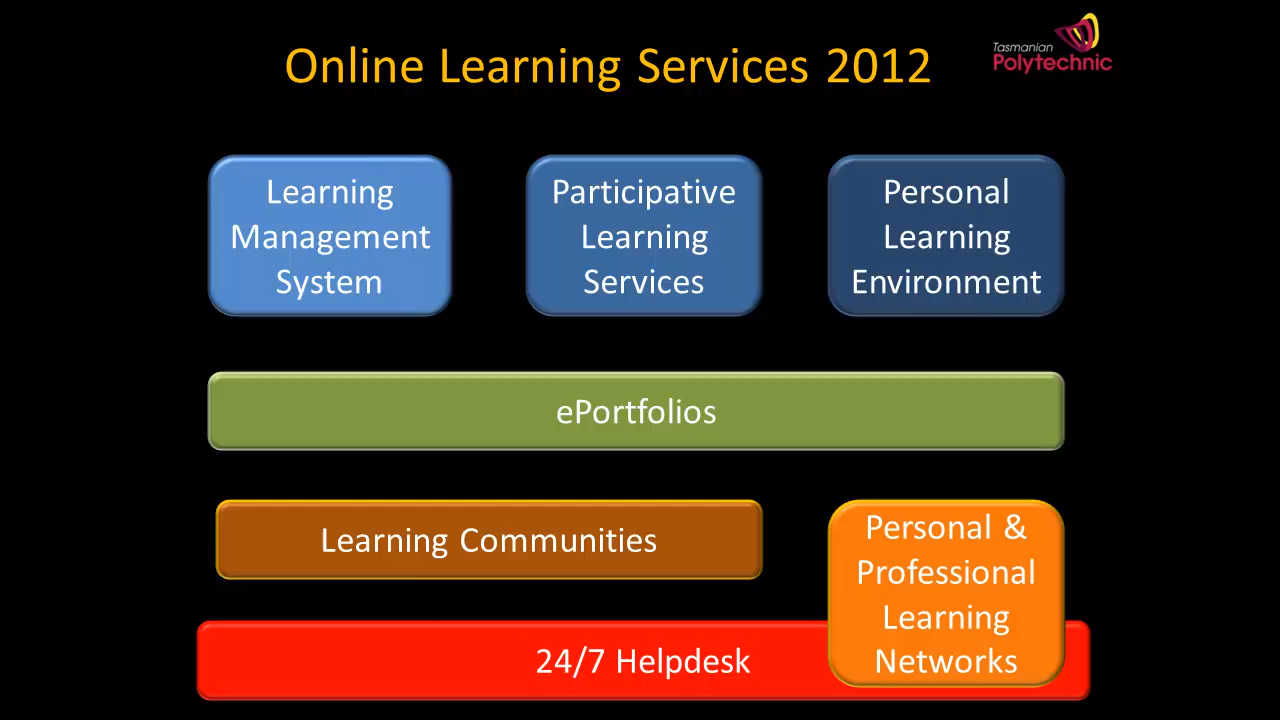 Online Learning Services 2012
Tasmanian
Polytechnic
Learning
Management
System
Participative
Learning
Services
Personal
Learning
Environment
ePortfolios
Learning Communities
Personal &
Professional
Learning
Networks
24/7 Helpdesk